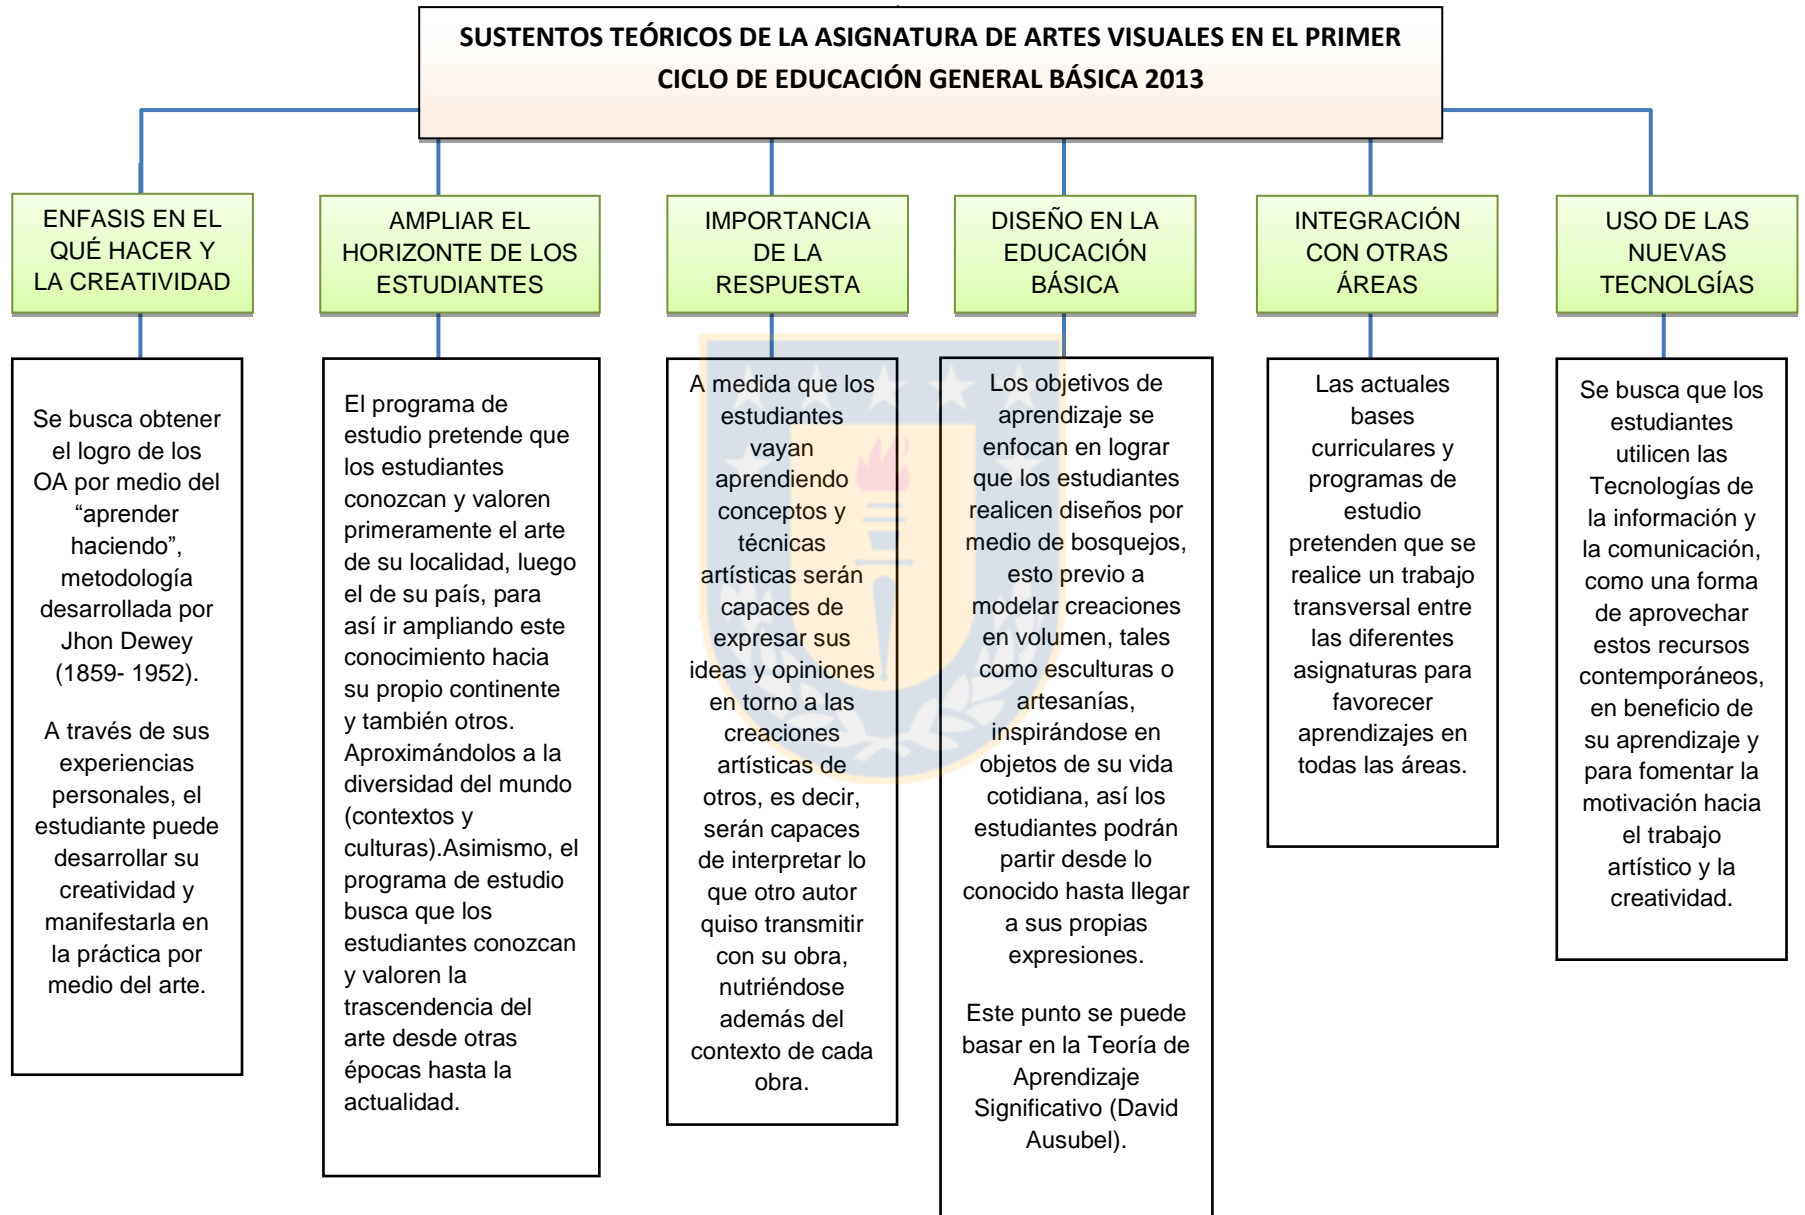 SUSTENTOS TEÓRICOS DE LA ASIGNATURA DE ARTES VISUALES EN EL PRIMER
CICLO DE EDUCACIÓN GENERAL BÁSICA 2013
ENFASIS EN EL
QUÉ HACER Y
LA CREATIVIDAD
Se busca obtener
el logro de los
OA por medio del
“aprender
haciendo”,
metodología
desarrollada por
Jhon Dewey
(1859- 1952).
A través de sus
experiencias
personales, el
estudiante puede
desarrollar su
creatividad y
manifestarla en
la práctica por
medio del arte.
AMPLIAR EL
HORIZONTE DE LOS
ESTUDIANTES
El programa de
estudio pretende que
los estudiantes
conozcan y valoren
primeramente el arte
de su localidad, luego
el de su país, para
así ir ampliando este
conocimiento hacia
su propio continente
y también otros.
Aproximándolos a la
diversidad del mundo
(contextos y
culturas).Asimismo, el
programa de estudio
busca que los
estudiantes conozcan
y valoren la
trascendencia del
arte desde otras
épocas hasta la
actualidad.
IMPORTANCIA
DE LA
RESPUESTA
A medida que los
estudiantes
vayan
aprendiendo
conceptos y
técnicas
artísticas serán
capaces de
expresar sus
ideas y opiniones
en torno a las
creaciones
artísticas de
otros, es decir,
serán capaces
de interpretar lo
que otro autor
quiso transmitir
con su obra,
nutriéndose
además del
contexto de cada
obra.
DISEÑO EN LA
EDUCACIÓN
BÁSICA
Los objetivos de
aprendizaje se
enfocan en lograr
que los estudiantes
realicen diseños por
medio de bosquejos,
esto previo a
modelar creaciones
en volumen, tales
como esculturas o
artesanías,
inspirándose en
objetos de su vida
cotidiana, así los
estudiantes podrán
partir desde lo
conocido hasta llegar
a sus propias
expresiones.
Este punto se puede
basar en la Teoría de
Aprendizaje
Significativo (David
Ausubel).
INTEGRACIÓN
CON OTRAS
ÁREAS
Las actuales
bases
curriculares y
programas de
estudio
pretenden que se
realice un trabajo
transversal entre
las diferentes
asignaturas para
favorecer
aprendizajes en
todas las áreas.
USO DE LAS
NUEVAS
TECNOLGÍAS
Se busca que los
estudiantes
utilicen las
Tecnologías de
la información y
la comunicación,
como una forma
de aprovechar
estos recursos
contemporáneos,
en beneficio de
su aprendizaje y
para fomentar la
motivación hacia
el trabajo
artístico y la
creatividad.